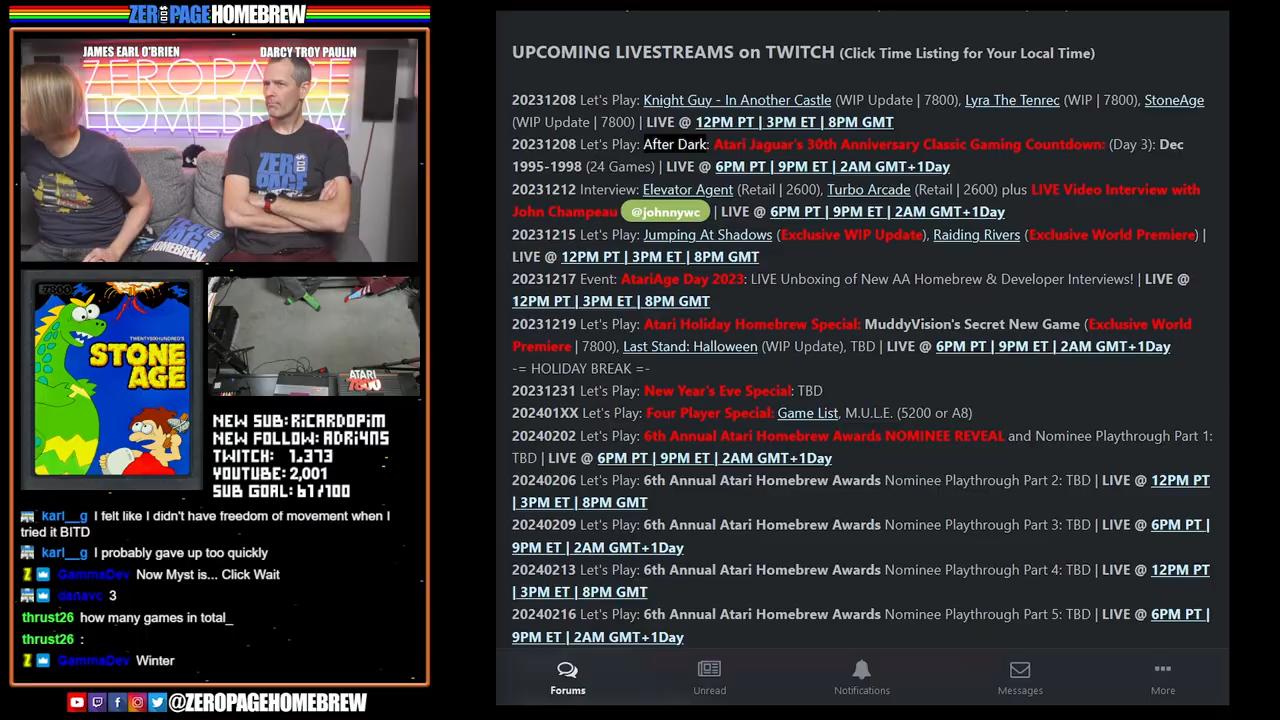 ZEROPAGE HOMEBREW
JAMES EARL O'BRIEN
DARCY TROY PAULIN
ZEROPAGE
HOMEBREW
ZERO
PAGE
HOMEBREW
7800
TWENTYSIXHUNDRED'S
STONE
AGE
ATARI
7800
NEW SUB: RICARDOPIM
NEW FOLLOW: ADRI4NS
TWITCH: 1,373
YOUTUBE: 2,001
SUB GOAL: 67/100
karl__g I felt like I didn't have freedom of movement when I
tried it BITD
karl__g I probably gave up too quickly
GammaDev Now Myst is... Click Wait
danavc 3
thrust26 how many games in total_
thrust26 :
GammaDev Winter
@ZEROPAGEHOMEBREW
UPCOMING LIVESTREAMS on TWITCH (Click Time Listing for Your Local Time)
20231208 Let's Play: Knight Guy - In Another Castle (WIP Update | 7800), Lyra The Tenrec (WIP | 7800), StoneAge
(WIP Update | 7800) | LIVE @ 12PM PT | 3PM ET | 8PM GMT
20231208 Let's Play: After Dark: Atari Jaguar's 30th Anniversary Classic Gaming Countdown: (Day 3): Dec
1995-1998 (24 Games) | LIVE @ 6PM PT | 9PM ET | 2AM GMT+1Day
20231212 Interview: Elevator Agent (Retail | 2600), Turbo Arcade (Retail | 2600) plus LIVE Video Interview with
John Champeau @johnnywc | LIVE @ 6PM PT | 9PM ET | 2AM GMT+1Day
20231215 Let's Play: Jumping At Shadows (Exclusive WIP Update), Raiding Rivers (Exclusive World Premiere) |
LIVE @ 12PM PT | 3PM ET | 8PM GMT
20231217 Event: AtariAge Day 2023: LIVE Unboxing of New AA Homebrew & Developer Interviews! | LIVE @
12PM PT | 3PM ET | 8PM GMT
20231219 Let's Play: Atari Holiday Homebrew Special: MuddyVision's Secret New Game (Exclusive World
Premiere | 7800), Last Stand: Halloween (WIP Update), TBD | LIVE @ 6PM PT | 9PM ET | 2AM GMT+1Day
-= HOLIDAY BREAK =-
20231231 Let's Play: New Year's Eve Special: TBD
202401XX Let's Play: Four Player Special: Game List, M.U.L.E. (5200 or A8)
20240202 Let's Play: 6th Annual Atari Homebrew Awards NOMINEE REVEAL and Nominee Playthrough Part 1:
TBD | LIVE @ 6PM PT | 9PM ET | 2AM GMT+1Day
20240206 Let's Play: 6th Annual Atari Homebrew Awards Nominee Playthrough Part 2: TBD | LIVE @ 12PM PT
| 3PM ET | 8PM GMT
20240209 Let's Play: 6th Annual Atari Homebrew Awards Nominee Playthrough Part 3: TBD | LIVE @ 6PM PT |
9PM ET | 2AM GMT+1Day
20240213 Let's Play: 6th Annual Atari Homebrew Awards Nominee Playthrough Part 4: TBD | LIVE @ 12PM PT
| 3PM ET | 8PM GMT
20240216 Let's Play: 6th Annual Atari Homebrew Awards Nominee Playthrough Part 5: TBD | LIVE @ 6PM PT |
9PM ET | 2AM GMT+1Day
Forums
Unread
Notifications
Messages
More